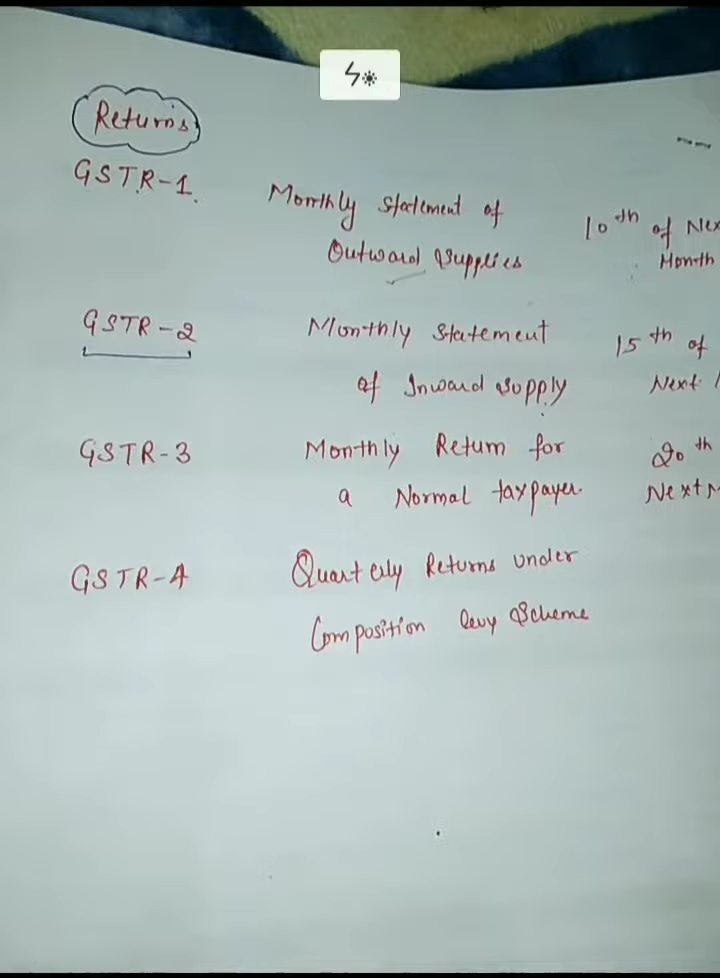 Returns
GSTR-1. Monthly Statement of 10th of
Outward Supplies Month
GSTR-2 Monthly Statement 15th of
of Inward Supply Next
GSTR-3 Monthly Return for 20th
a Normal taxpayer. Next
GSTR-4 Quarterly Returns under
Composition levy Scheme